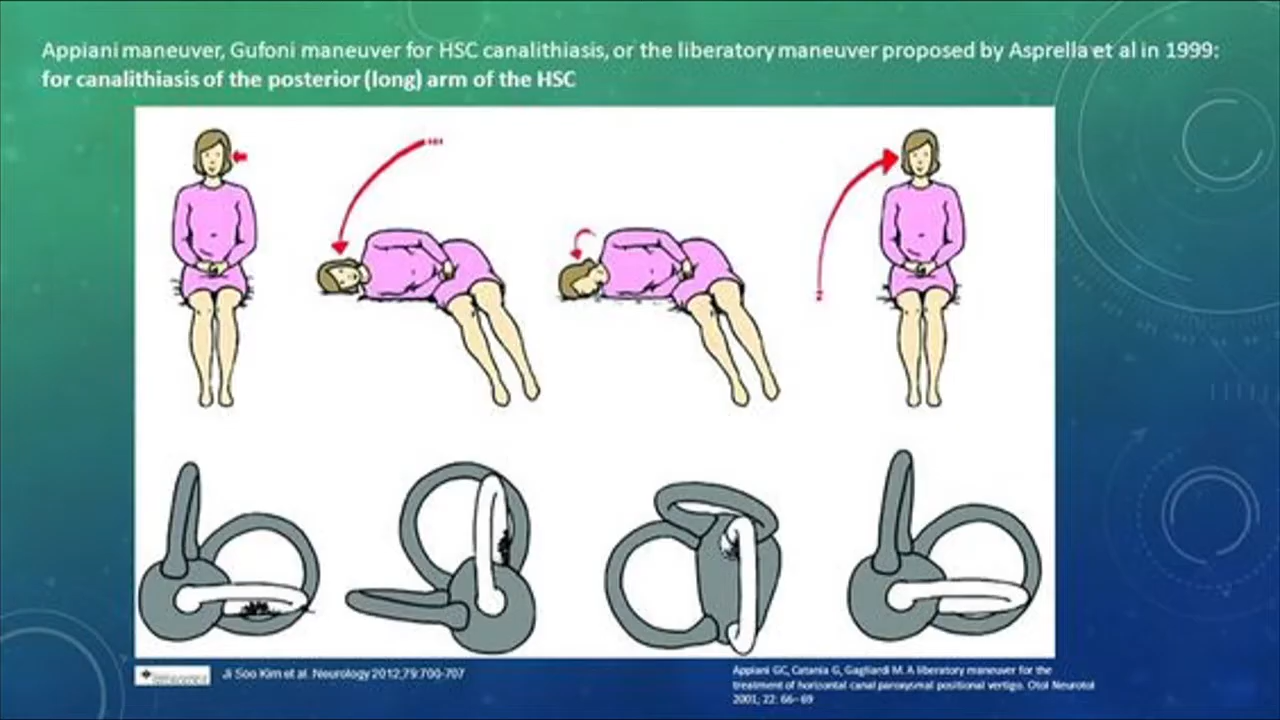 Appiani maneuver, Gufoni maneuver for HSC canalithiasis, or the liberatory maneuver proposed by Asprella et al in 1999:
for canalithiasis of the posterior (long) arm of the HSC
Ji Soo Kim et al. Neurology 2012;79:700-707
Appiani GC, Catania G, Gagliardi M. A liberatory maneuver for the
treatment of horizontal canal paroxysmal positional vertigo. Otol Neurotol
2001; 22: 66–69